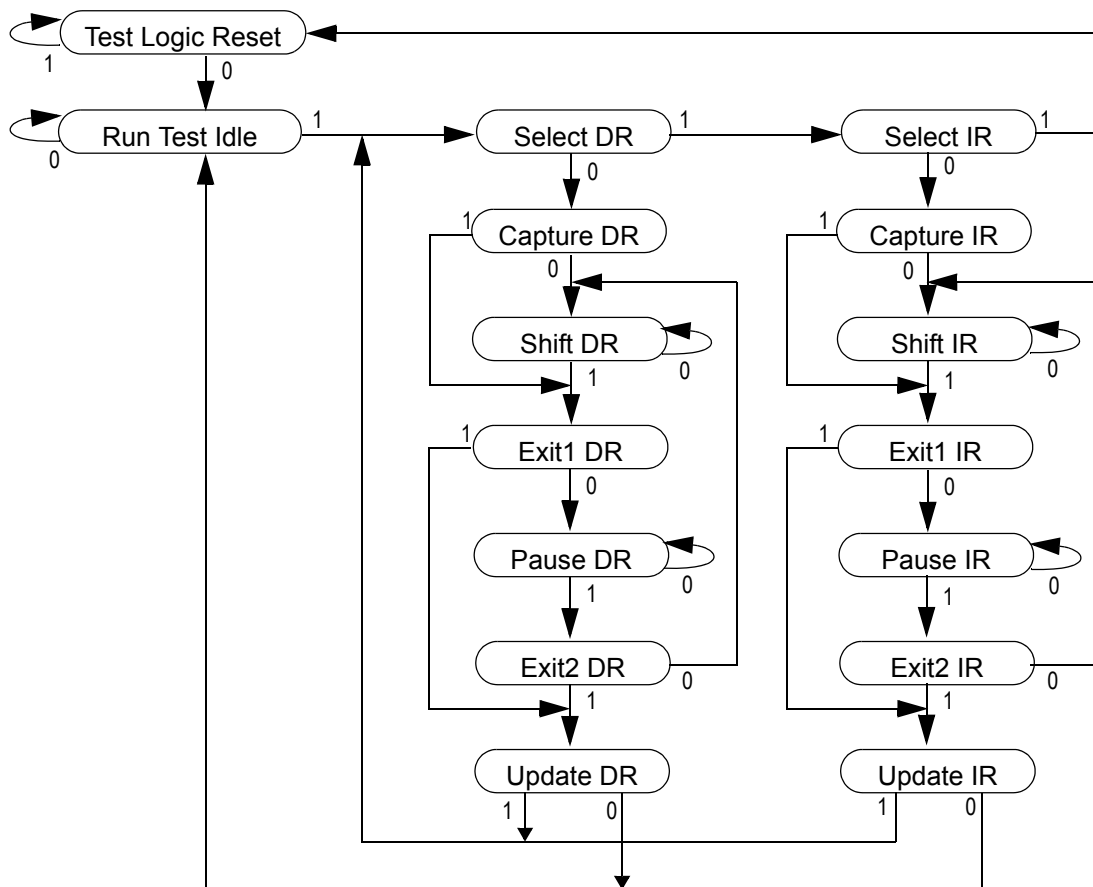 Test Logic Reset
1
0
Run Test Idle
1
0
Select DR
1
0
Select IR
1
0
Capture DR
1
0
Capture IR
1
0
Shift DR
0
1
Shift IR
0
1
Exit1 DR
1
0
Exit1 IR
1
0
Pause DR
0
1
Pause IR
0
1
Exit2 DR
0
1
Exit2 IR
0
1
Update DR
1
0
Update IR
1
0